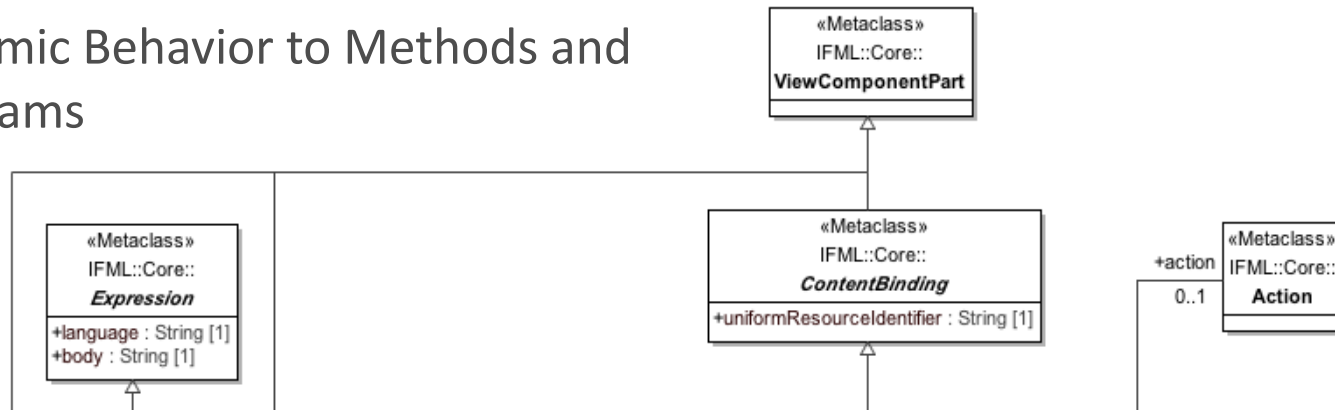 mic Behavior to Methods and
ams
«Metaclass»
IFML::Core::
ViewComponentPart
«Metaclass»
IFML::Core::
Expression
+language : String [1]
+body : String [1]
«Metaclass»
IFML::Core::
ContentBinding
+uniformResourceIdentifier : String [1]
+action
0..1
«Metaclass»
IFML::Core::
Action